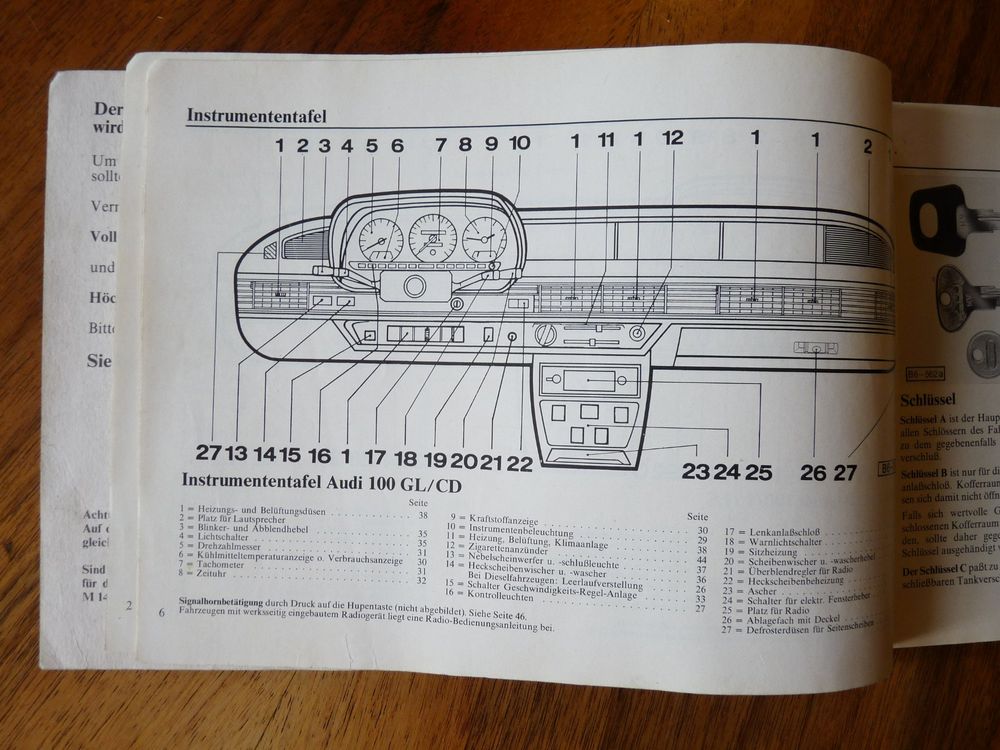 Der
wird
Um
sollt
Vern
Voll
und
Höc
Bitte
Sie
Achtu
Auf d
gleic
Sind
für d
M 14
2
Instrumententafel
1 2 3 4 5 6 7 8 9 10 1 11 1 12 1 1 2
27 13 14 15 16 1 17 18 19 20 21 22 23 24 25 26 27
Instrumententafel Audi 100 GL/CD
Seite
1 = Heizungs- und Belüftungsdüsen 38
2 = Platz für Lautsprecher
3 = Blinker- und Abblendhebel 35
4 = Lichtschalter 35
5 = Drehzahlmesser 31
6 = Kühlmitteltemperaturanzeige o. Verbrauchsanzeige 30
7 = Tachometer 31
8 = Zeituhr 32
Seite
9 = Kraftstoffanzeige 30
10 = Instrumentenbeleuchtung 29
11 = Heizung, Belüftung, Klimaanlage 38
12 = Zigarettenanzünder 44
13 = Nebelscheinwerfer u. -schlußleuchte 37
14 = Heckscheibenwischer u. -wascher 36
Bei Dieselfahrzeugen: Leerlaufverstellung 26
15 = Schalter Geschwindigkeits-Regel-Anlage 33
16 = Kontrolleuchten 27
17 = Lenkanlaßschloß
18 = Warnlichtschalter
19 = Sitzheizung
20 = Scheibenwischer u. -wascherhebel
21 = Überblendregler für Radio
22 = Heckscheibenbeheizung
23 = Ascher
24 = Schalter für elektr. Fensterheber
25 = Platz für Radio
26 = Ablagefach mit Deckel
27 = Defrosterdüsen für Seitenscheiben
Signalhornbetätigung durch Druck auf die Hupentaste (nicht abgebildet). Siehe Seite 46.
Fahrzeugen mit werksseitig eingebautem Radiogerät liegt eine Radio-Bedienungsanleitung bei.
6
B6-562a
B6-
Schlüssel
Schlüssel A ist der Haup
allen Schlössern des Fal
zu dem gegebenenfalls
verschluß.
Schlüssel B ist nur für di
anlaßschloß. Kofferraum
sen sich damit nicht öffn
Falls sich wertvolle G
schlossenen Kofferraum
den, sollte daher gege
Schlüssel ausgehändigt
Der Schlüssel C paßt zu
schließbaren Tankversc